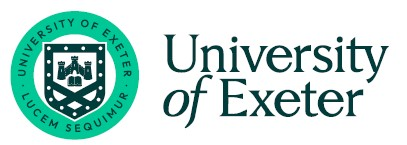 UNIVERSITY OF EXETER
· LUCEM SEQUIMUR ·
University
of Exeter